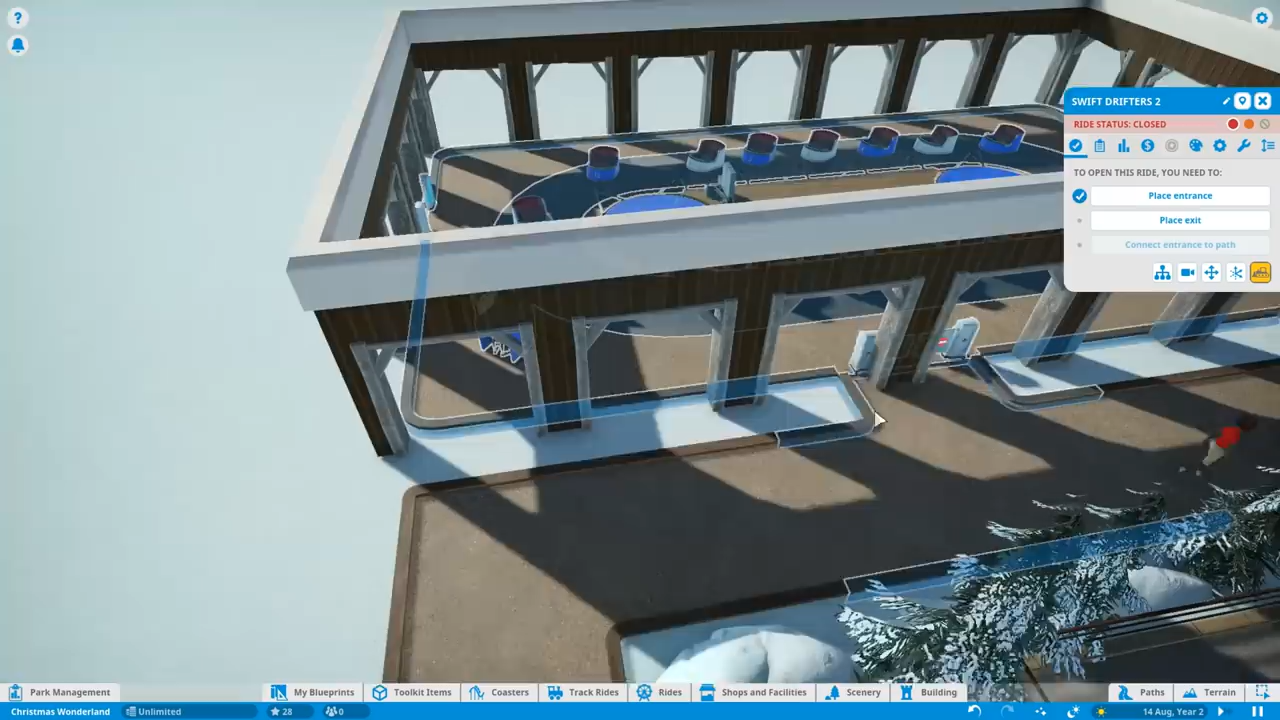 ?
SWIFT DRIFTERS 2
RIDE STATUS: CLOSED
TO OPEN THIS RIDE, YOU NEED TO:
Place entrance
Place exit
Connect entrance to path
Park Management
My Blueprints
Toolkit Items
Coasters
Track Rides
Rides
Shops and Facilities
Scenery
Building
Paths
Terrain
Christmas Wonderland
Unlimited
28
0
14 Aug, Year 2